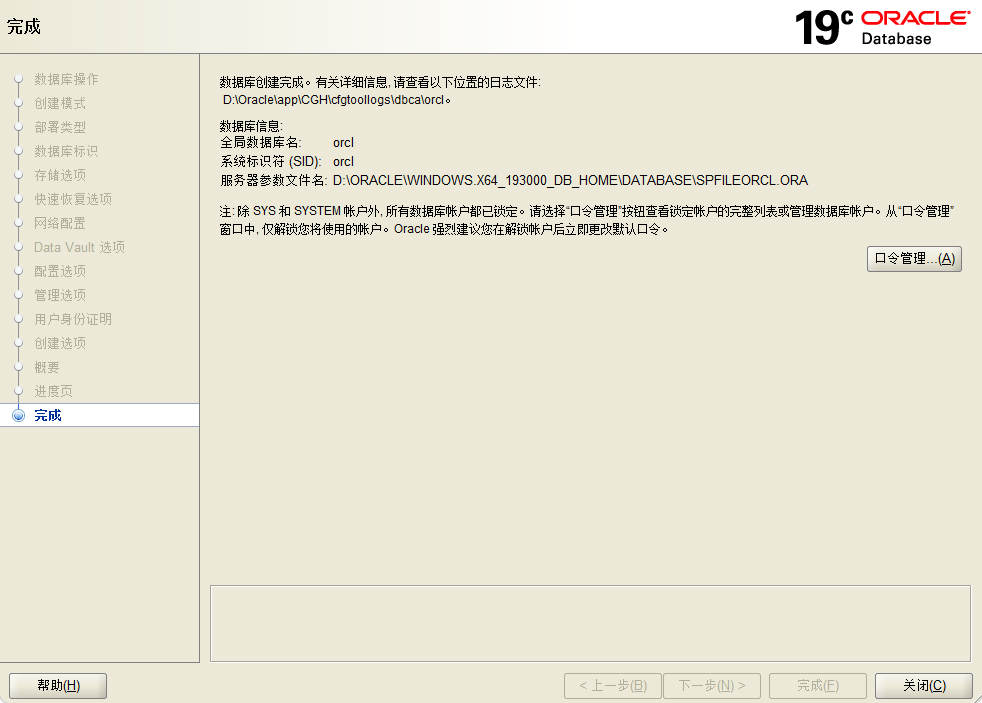 完成
19c ORACLE
Database
数据库操作
创建模式
部署类型
数据库标识
存储选项
快速恢复选项
网络配置
Data Vault 选项
配置选项
管理选项
用户身份证明
创建选项
概要
进度页
完成
数据库创建完成。有关详细信息, 请查看以下位置的日志文件:
D:\Oracle\app\CGH\cfgtoollogs\dbca\orcl。
数据库信息:
全局数据库名: orcl
系统标识符 (SID): orcl
服务器参数文件名: D:\ORACLE\WINDOWS.X64_193000_DB_HOME\DATABASE\SPFILEORCL.ORA
注: 除 SYS 和 SYSTEM 帐户外, 所有数据库帐户都已锁定。请选择“口令管理”按钮查看锁定帐户的完整列表或管理数据库帐户。从“口令管理”
窗口中, 仅解锁您将使用的帐户。Oracle 强烈建议您在解锁帐户后立即更改默认口令。
口令管理...(A)
帮助(H)
< 上一步(B)
下一步(N) >
完成(F)
关闭(C)